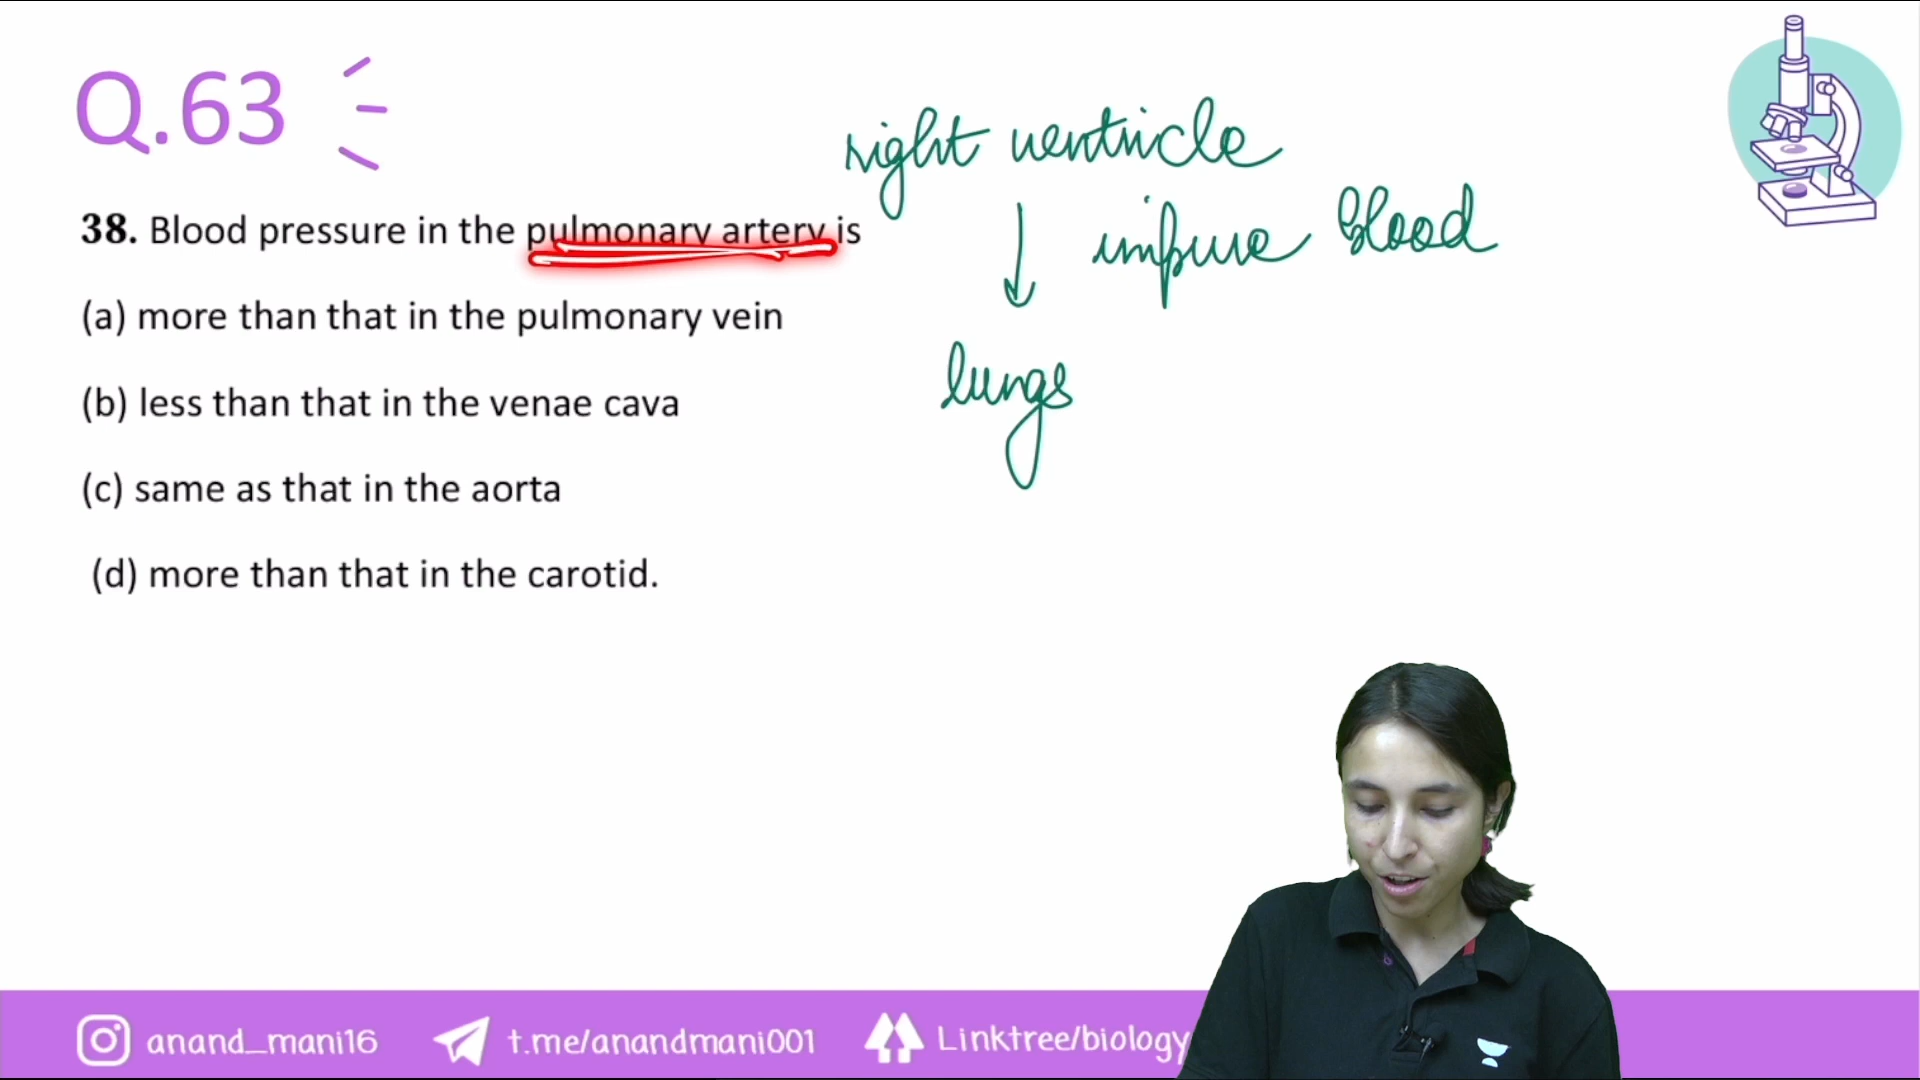 Q.63
right ventricle
impure blood
lungs
38. Blood pressure in the pulmonary artery is
(a) more than that in the pulmonary vein
(b) less than that in the venae cava
(c) same as that in the aorta
(d) more than that in the carotid.
anand_mani16
t.me/anandmani001
Linktree/biology